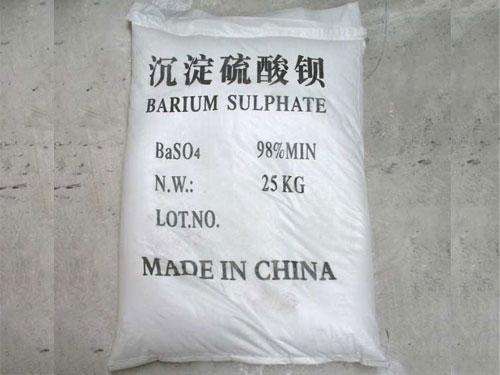 沉淀硫酸钡
BARIUM SULPHATE
BaSO4 98%MIN
N.W.: 25 KG
LOT.NO.
MADE IN CHINA